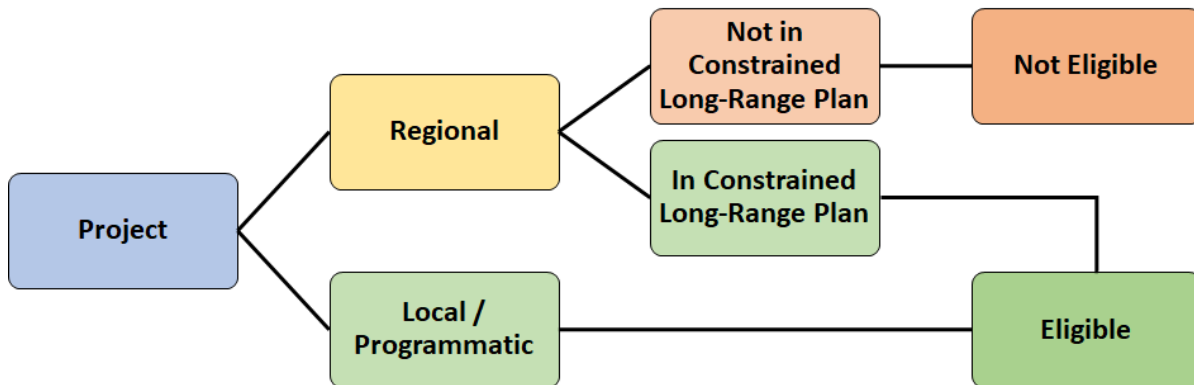 Not in
Constrained
Long-Range Plan
Not Eligible
Regional
In Constrained
Long-Range Plan
Project
Local /
Programmatic
Eligible